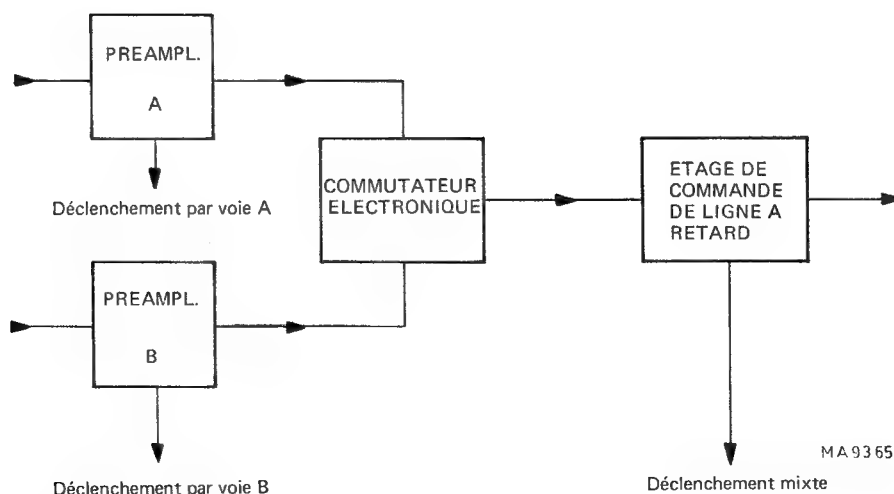 PREAMPL.
A
Déclenchement par voie A
COMMUTATEUR
ELECTRONIQUE
ETAGE DE
COMMANDE
DE LIGNE A
RETARD
PREAMPL.
B
Déclenchement par voie B
MA9365
Déclenchement mixte